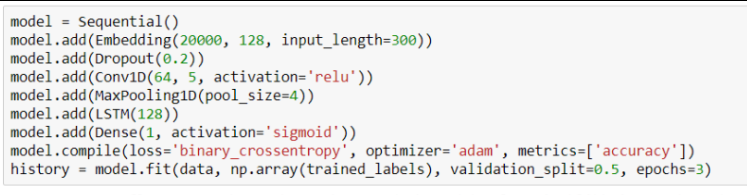 model = Sequential()
model.add(Embedding(20000, 128, input_length=300))
model.add(Dropout(0.2))
model.add(Conv1D(64, 5, activation='relu'))
model.add(MaxPooling1D(pool_size=4))
model.add(LSTM(128))
model.add(Dense(1, activation='sigmoid'))
model.compile(loss='binary_crossentropy', optimizer='adam', metrics=['accuracy'])
history = model.fit(data, np.array(trained_labels), validation_split=0.5, epochs=3)